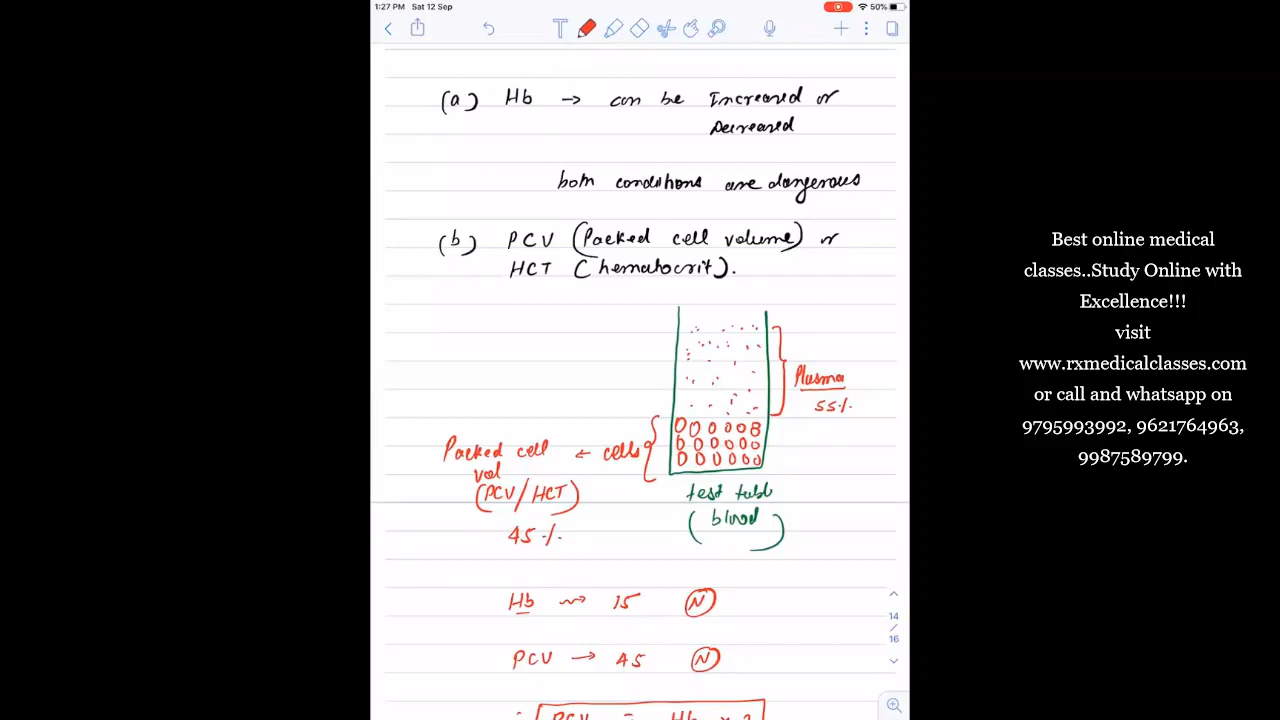 1:27 PM Sat 12 Sep
50%
(a) Hb → can be Increased or
Decreased
both conditions are dangerous
(b) PCV (Packed cell volume) or
HCT (hematocrit).
Plasma
55%
Packed cell ← cells
vol
(PCV/HCT)
45%
test tube
(blood)
Hb ⇝ 15 N
PCV → 45 N
14
/
16
∴ PCV = Hb x 3
Best online medical
classes..Study Online with
Excellence!!!
visit
www.rxmedicalclasses.com
or call and whatsapp on
9795993992, 9621764963,
9987589799.